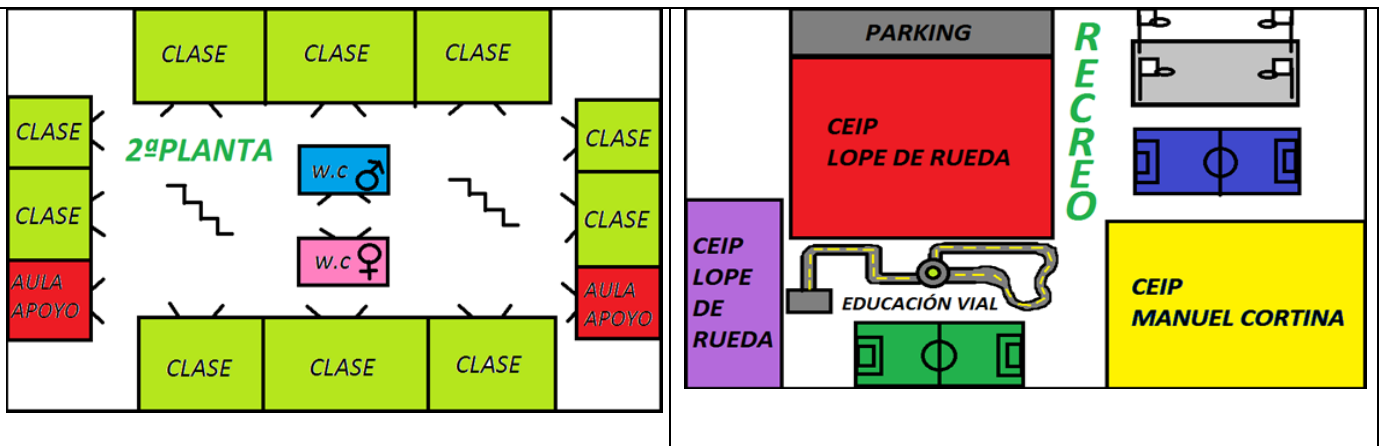 CLASE
CLASE
CLASE
CLASE
2ªPLANTA
W.C
CLASE
CLASE
CLASE
W.C
AULA
APOYO
AULA
APOYO
CLASE
CLASE
CLASE
PARKING
RECREO
CEIP
LOPE DE RUEDA
CEIP
LOPE
DE
RUEDA
EDUCACIÓN VIAL
CEIP
MANUEL CORTINA